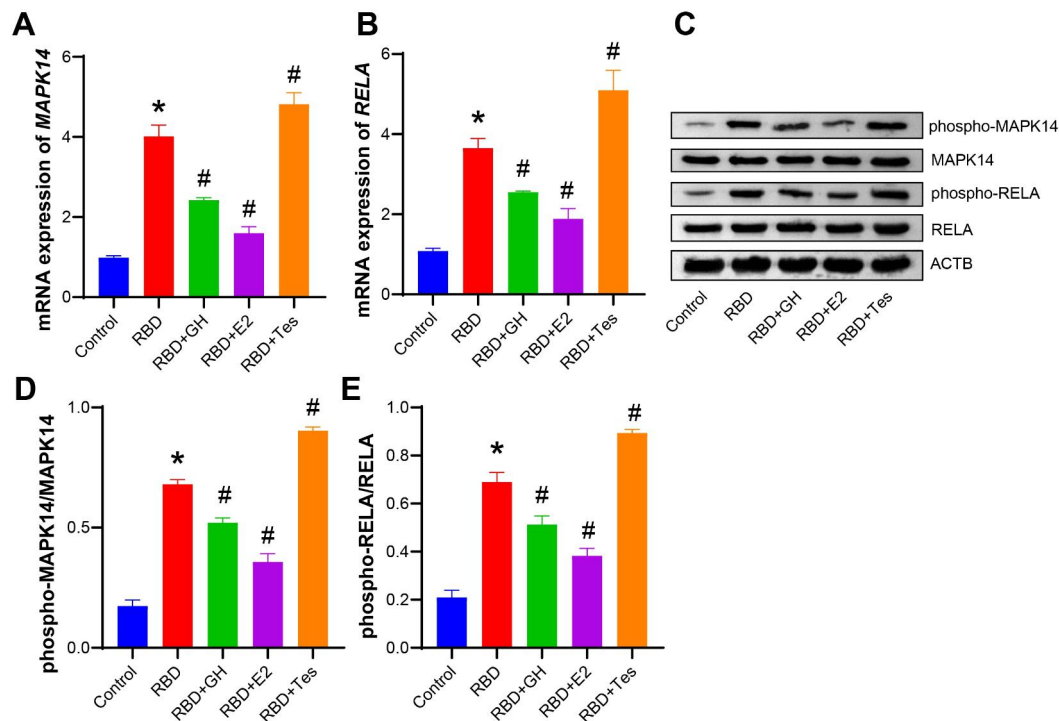 A
mRNA expression of MAPK14
6
4
2
0
*
#
#
#
Control
RBD
RBD+GH
RBD+E2
RBD+Tes
B
mRNA expression of RELA
6
4
2
0
*
#
#
#
Control
RBD
RBD+GH
RBD+E2
RBD+Tes
C
phospho-MAPK14
MAPK14
phospho-RELA
RELA
ACTB
Control
RBD
RBD+GH
RBD+E2
RBD+Tes
D
phospho-MAPK14/MAPK14
1.0
0.5
0.0
*
#
#
#
Control
RBD
RBD+GH
RBD+E2
RBD+Tes
E
phospho-RELA/RELA
1.0
0.8
0.6
0.4
0.2
0.0
*
#
#
#
Control
RBD
RBD+GH
RBD+E2
RBD+Tes